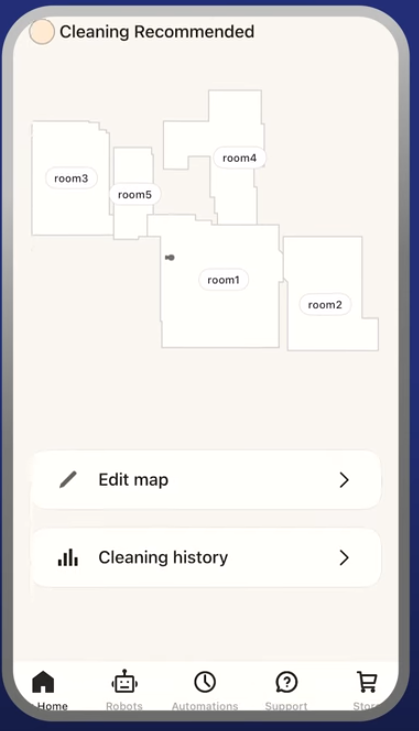 Cleaning Recommended
room4
room3
room5
room1
room2
Edit map
Cleaning history
Home
Robots
Automations
Support
Store